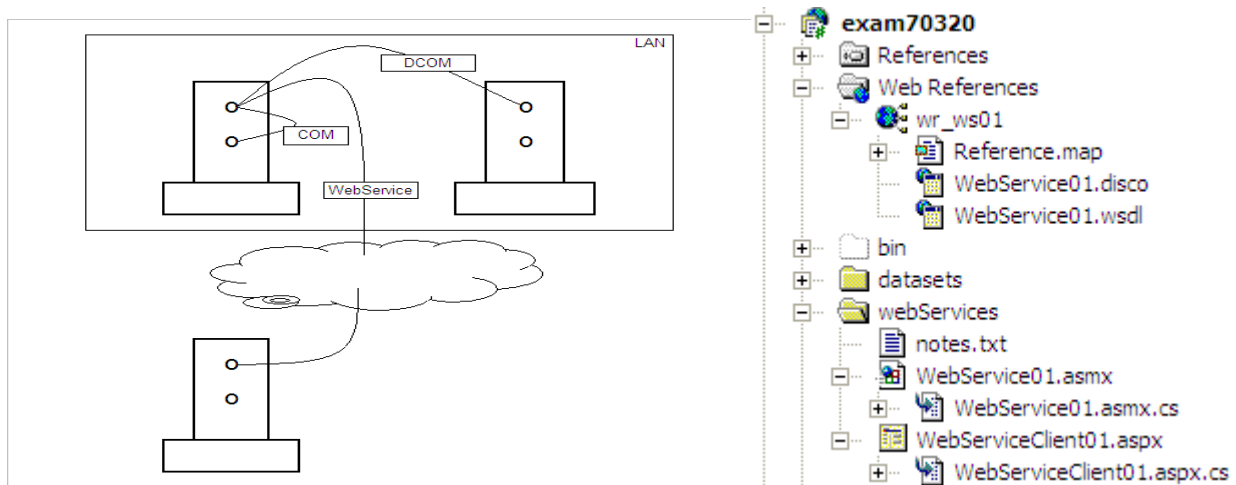 LAN
DCOM
COM
WebService
exam70320
References
Web References
wr_ws01
Reference.map
WebService01.disco
WebService01.wsdl
bin
datasets
webServices
notes.txt
WebService01.asmx
WebService01.asmx.cs
WebServiceClient01.aspx
WebServiceClient01.aspx.cs